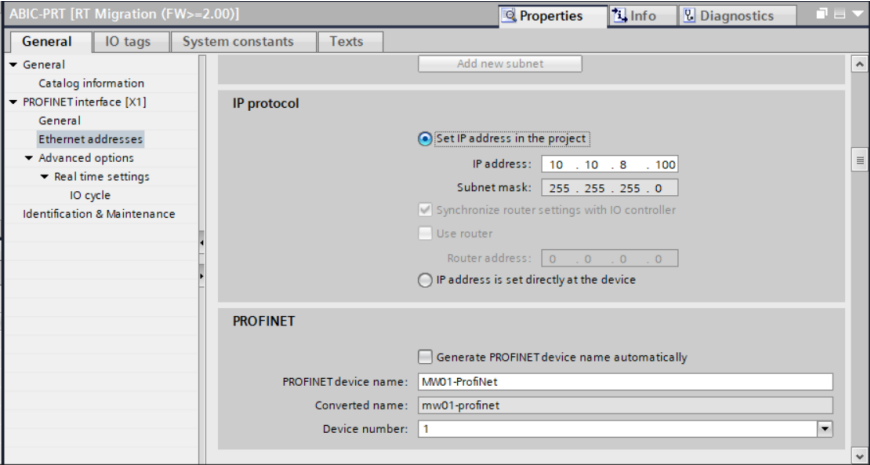 ABIC-PRT [RT Migration (FW>=2.00)]
Properties
Info
Diagnostics
General
IO tags
System constants
Texts
General
Catalog information
PROFINET interface [X1]
General
Ethernet addresses
Advanced options
Real time settings
IO cycle
Identification & Maintenance
Add new subnet
IP protocol
Set IP address in the project
IP address: 10 . 10 . 8 . 100
Subnet mask: 255 . 255 . 255 . 0
Synchronize router settings with IO controller
Use router
Router address: 0 . 0 . 0 . 0
IP address is set directly at the device
PROFINET
Generate PROFINET device name automatically
PROFINET device name: MW01-ProfiNet
Converted name: mw01-profinet
Device number: 1